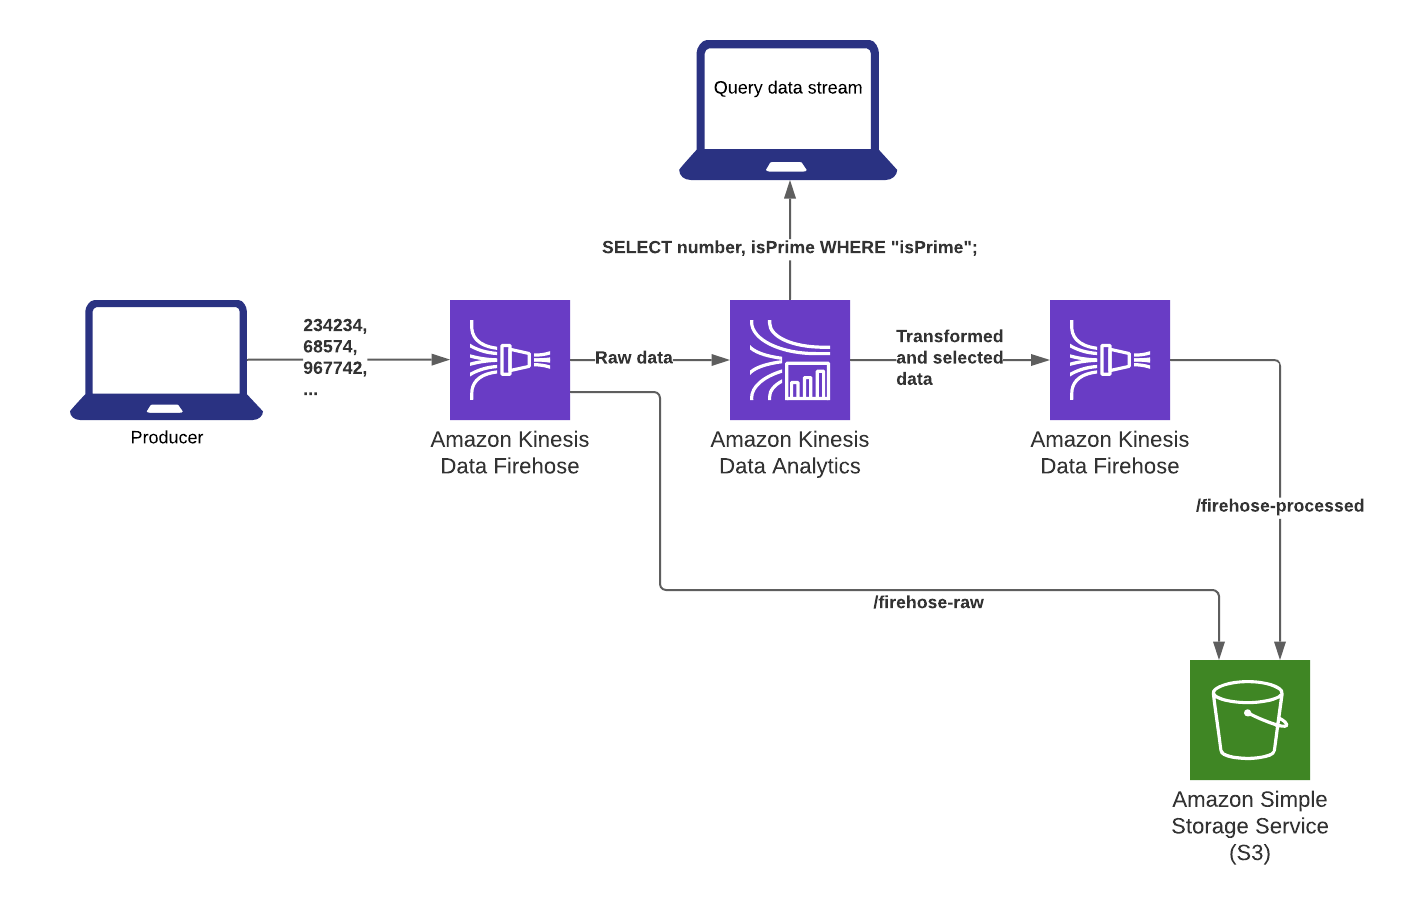 Query data stream
SELECT number, isPrime WHERE "isPrime";
234234,
68574,
967742,
...
Raw data
Transformed
and selected
data
Producer
Amazon Kinesis
Data Firehose
Amazon Kinesis
Data Analytics
Amazon Kinesis
Data Firehose
/firehose-processed
/firehose-raw
Amazon Simple
Storage Service
(S3)